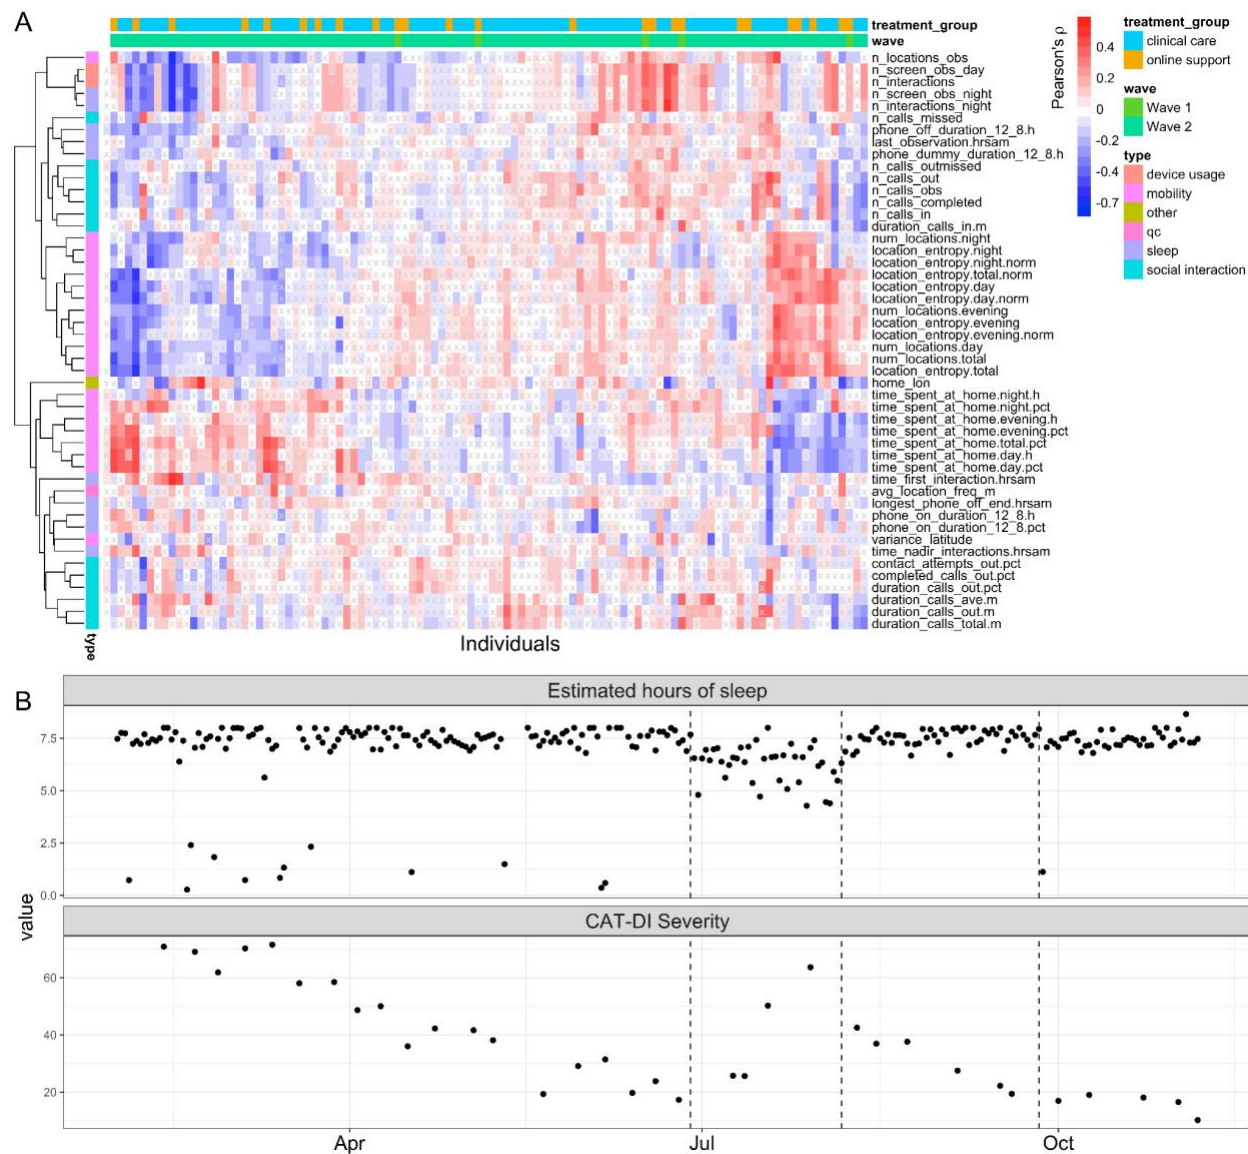 A
treatment_group
wave
n_locations_obs
n_screen_obs_day
n_interactions
n_screen_obs_night
n_interactions_night
n_calls_missed
phone_off_duration_12_8.h
last_observation.hrsam
phone_dummy_duration_12_8.h
n_calls_outmissed
n_calls_out
n_calls_obs
n_calls_completed
n_calls_in
duration_calls_in.m
num_locations.night
location_entropy.night
location_entropy.night.norm
location_entropy.total.norm
location_entropy.day
location_entropy.day.norm
num_locations.evening
location_entropy.evening
location_entropy.evening.norm
num_locations.day
num_locations.total
location_entropy.total
home_lon
time_spent_at_home.night.h
time_spent_at_home.night.pct
time_spent_at_home.evening.h
time_spent_at_home.evening.pct
time_spent_at_home.total.pct
time_spent_at_home.day.h
time_spent_at_home.day.pct
time_first_interaction.hrsam
avg_location_freq_m
longest_phone_off_end.hrsam
phone_on_duration_12_8.h
phone_on_duration_12_8.pct
variance_latitude
time_nadir_interactions.hrsam
contact_attempts_out.pct
completed_calls_out.pct
duration_calls_out.pct
duration_calls_ave.m
duration_calls_out.m
duration_calls_total.m
type
Individuals
Pearson's ρ
0.4
0.2
0
-0.2
-0.4
-0.7
treatment_group
clinical care
online support
wave
Wave 1
Wave 2
type
device usage
mobility
other
qc
sleep
social interaction
B
Estimated hours of sleep
7.5
5.0
2.5
0.0
value
CAT-DI Severity
60
40
20
Apr
Jul
Oct